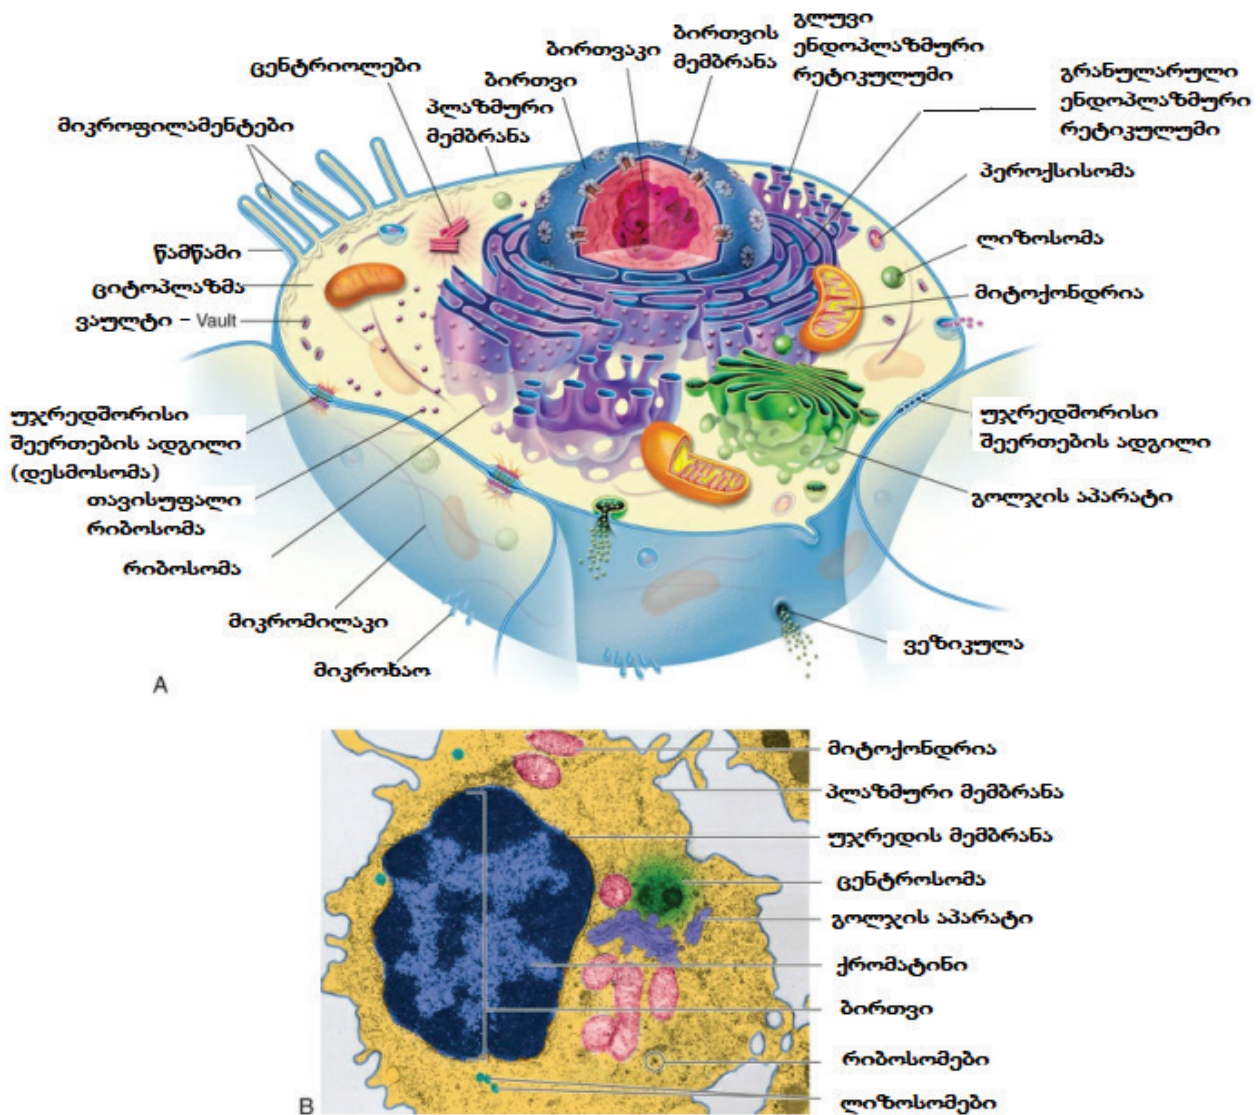 გლუვი
ენდოპლაზმური
რეტიკულუმი
ბირთვის
მემბრანა
ბირთვაკი
ბირთვი
ცენტრიოლები
პლაზმური
მემბრანა
მიკროფილამენტები
გრანულარული
ენდოპლაზმური
რეტიკულუმი
პეროქსისომა
ლიზოსომა
მიტოქონდრია
წამწამი
ციტოპლაზმა
ვაულტი – Vault
უჯრედშორისი
შეერთების ადგილი
(დესმოსომა)
თავისუფალი
რიბოსომა
რიბოსომა
მიკრომილაკი
მიკროხაო
უჯრედშორისი
შეერთების ადგილი
გოლჯის აპარატი
ვეზიკულა
A
მიტოქონდრია
პლაზმური მემბრანა
უჯრედის მემბრანა
ცენტროსომა
გოლჯის აპარატი
ქრომატინი
ბირთვი
რიბოსომები
ლიზოსომები
B